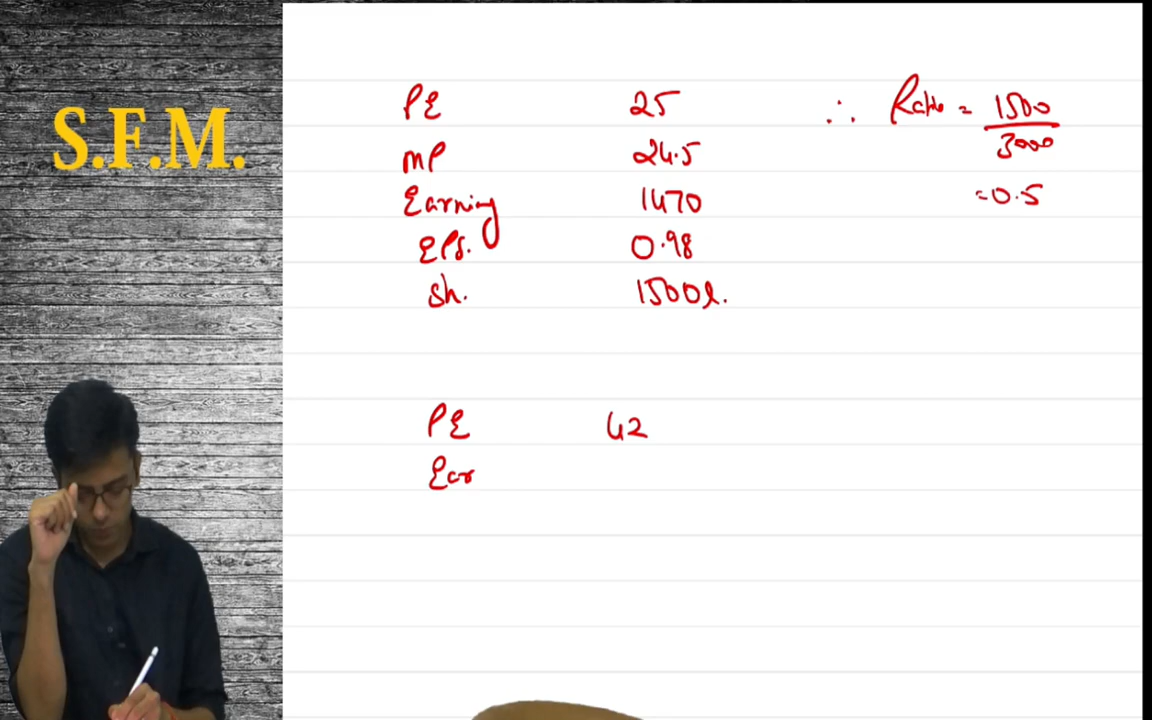 S.F.M.
PE 25
MP 24.5
Earning 1470
EPS. 0.98
Sh. 1500l.
∴ Ratio = 1500
3000
=0.5
PE 42
Ear